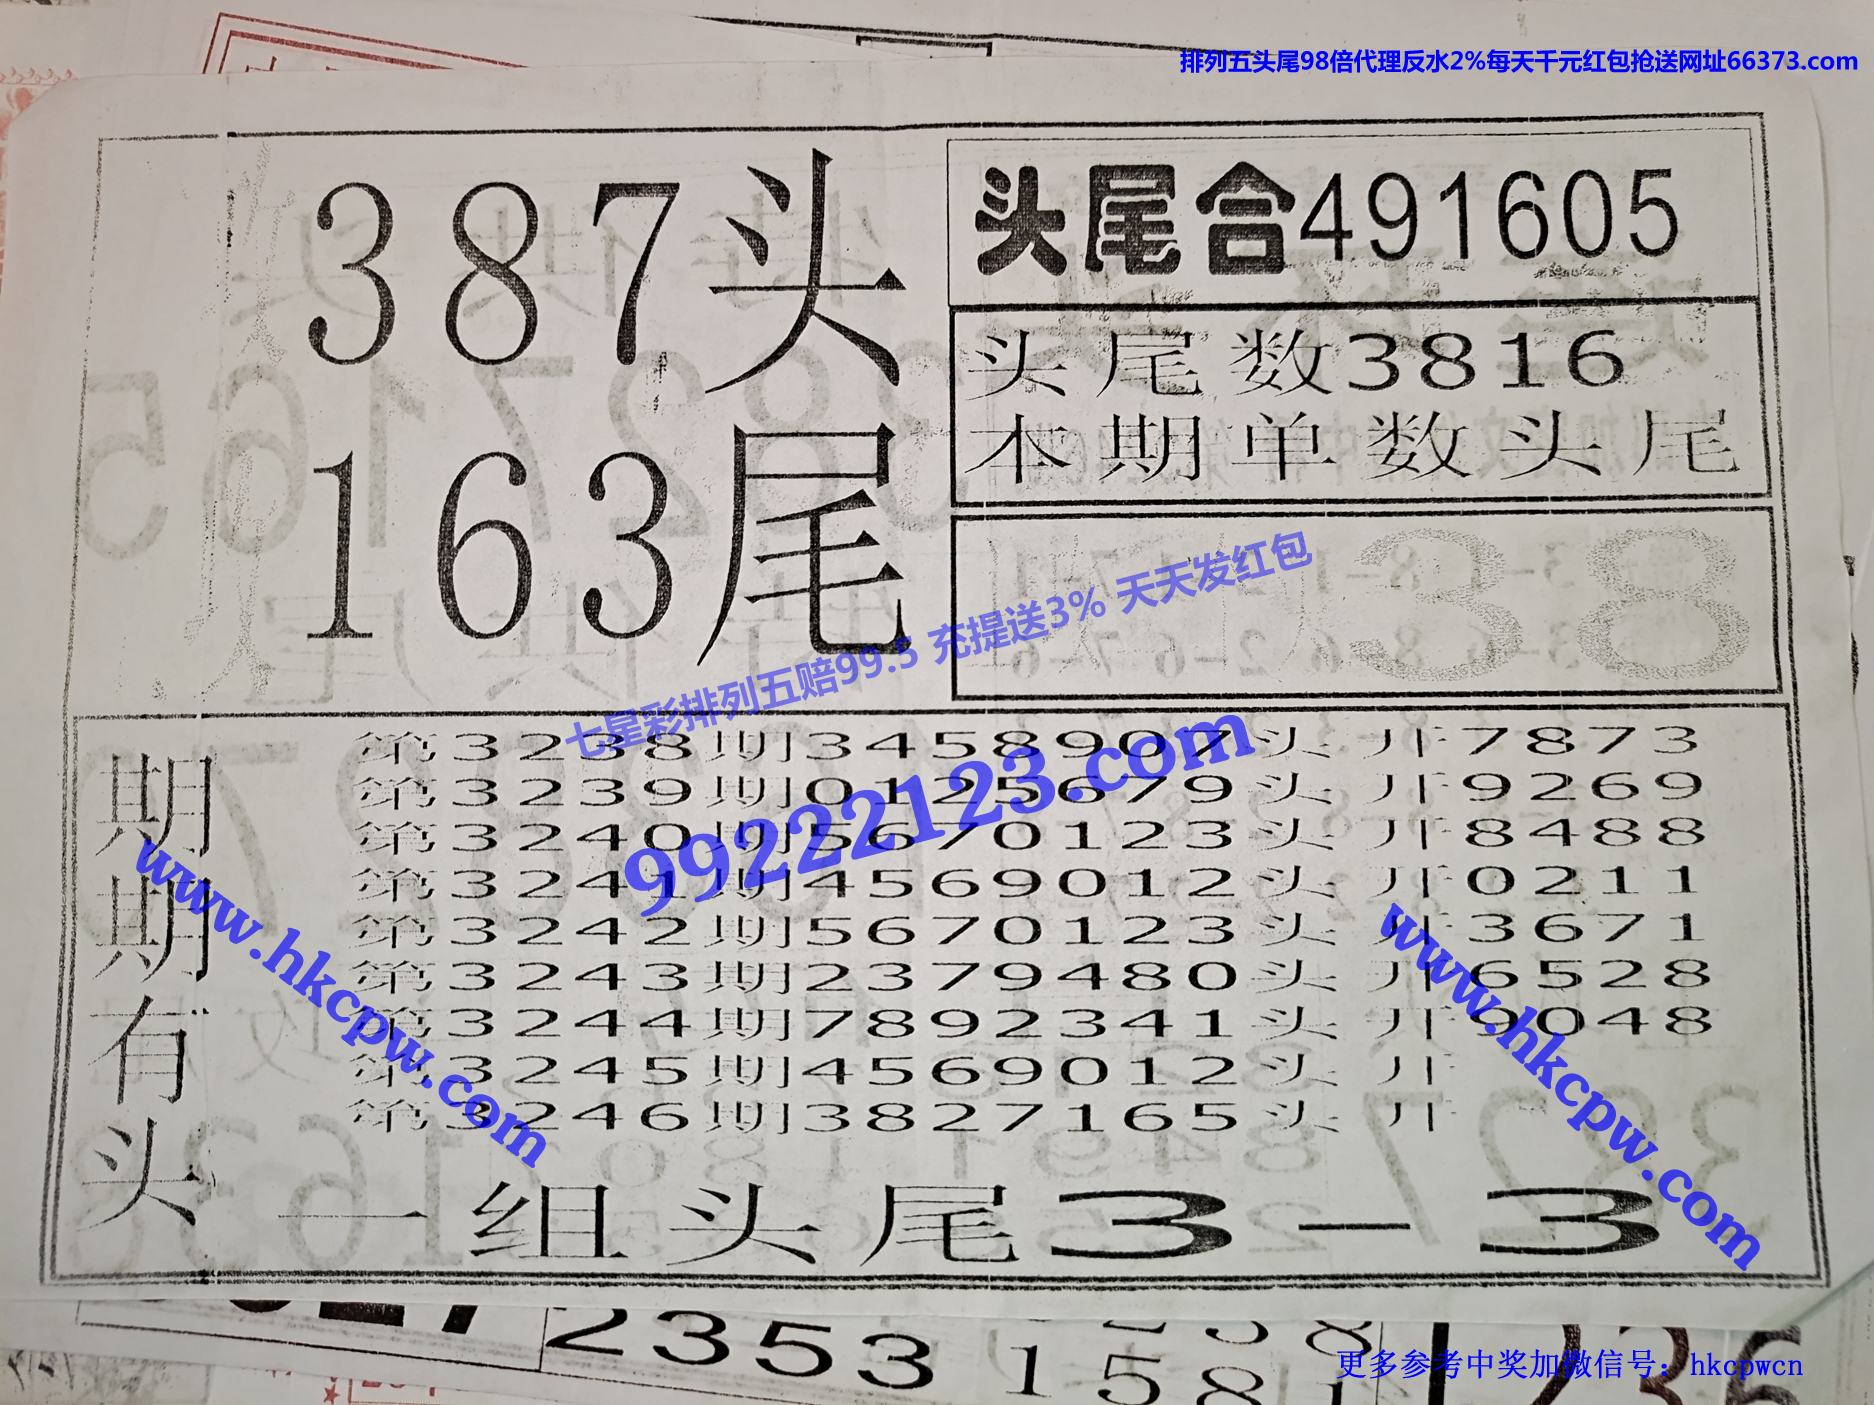 排列五头尾98倍代理反水2%每天千元红包抢送网址66373.com
387头
163尾
头尾合491605
头尾数3816
本期单数头尾
38
七星彩排列五赔99.5 充提送3% 天天发红包
99222123.com
期期有头
第3238期3458907头 开7873
第3239期0125679头 开9269
第3240期5670123头 开8488
第3241期4569012头 开0211
第3242期5670123头 开3671
第3243期2379480头 开6528
第3244期7892341头 开9048
第3245期4569012头 开
第3246期3827165头 开
www.hkcpw.com
www.hkcpw.com
一组头尾3-3
2353
158
236
更多参考中奖加微信号：hkcpwcn